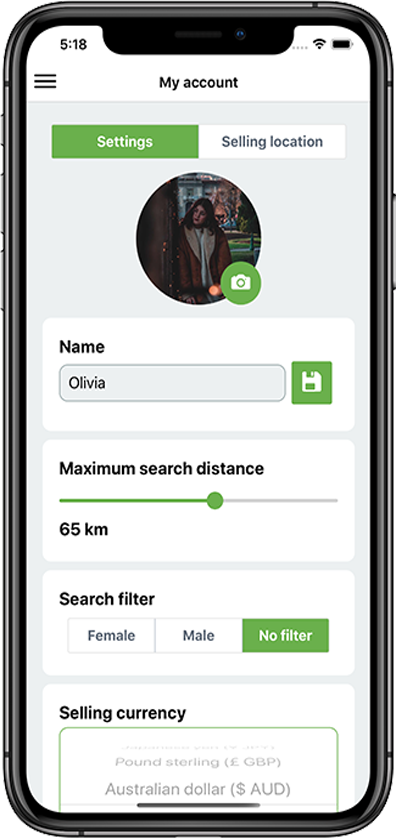 5:18
My account
Settings
Selling location
Name
Olivia
Maximum search distance
65 km
Search filter
Female
Male
No filter
Selling currency
Pound sterling (£ GBP)
Australian dollar ($ AUD)